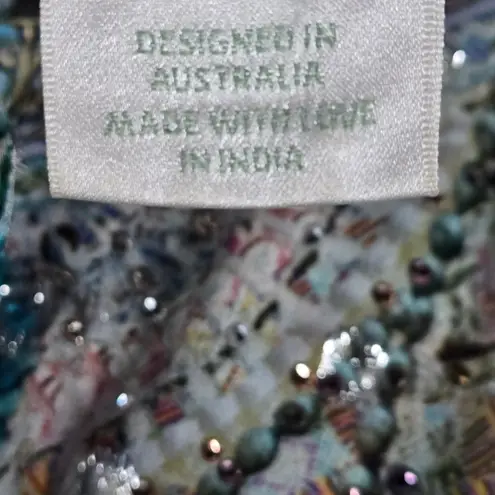 DESIGNED IN
AUSTRALIA
MADE WITH LOVE
IN INDIA